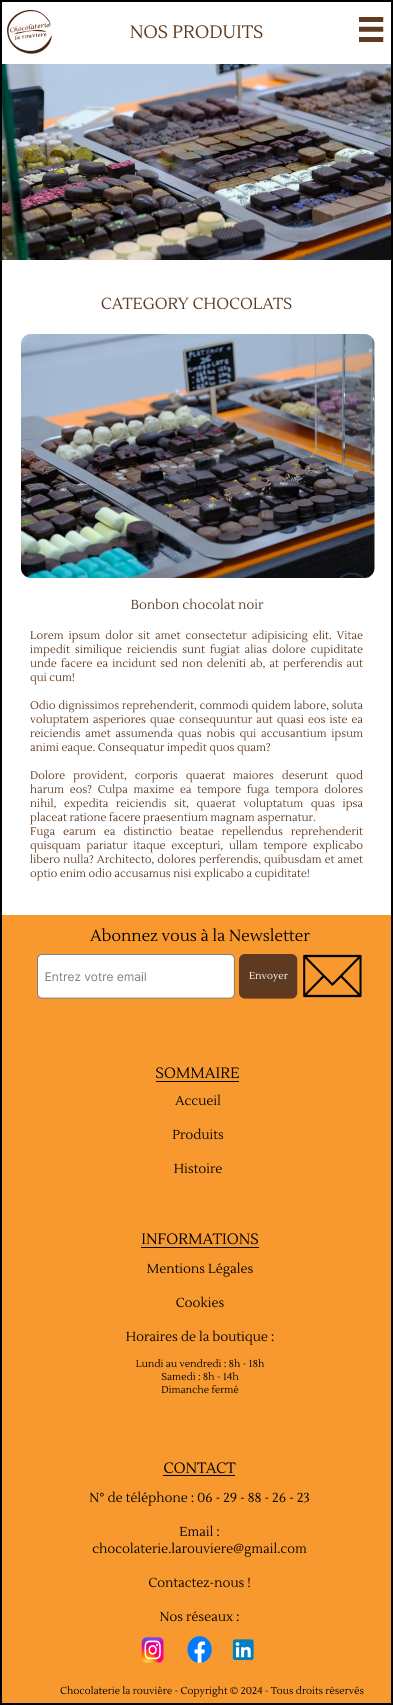 Chocolaterie
la rouviere
NOS PRODUITS
CATEGORY CHOCOLATS
CHOCOLAT
Bonbon chocolat noir
Lorem ipsum dolor sit amet consectetur adipisicing elit. Vitae
impedit similique reiciendis sunt fugiat alias dolore cupiditate
unde facere ea incidunt sed non deleniti ab, at perferendis aut
qui cum!
Odio dignissimos reprehenderit, commodi quidem labore, soluta
voluptatem asperiores quae consequuntur aut quasi eos iste ea
reiciendis amet assumenda quas nobis qui accusantium ipsum
animi eaque. Consequatur impedit quos quam?
Dolore provident, corporis quaerat maiores deserunt quod
harum eos? Culpa maxime ea tempore fuga tempora dolores
nihil, expedita reiciendis sit, quaerat voluptatum quas ipsa
placeat ratione facere praesentium magnam aspernatur.
Fuga earum ea distinctio beatae repellendus reprehenderit
quisquam pariatur itaque excepturi, ullam tempore explicabo
libero nulla? Architecto, dolores perferendis, quibusdam et amet
optio enim odio accusamus nisi explicabo a cupiditate!
Abonnez vous à la Newsletter
Entrez votre email
Envoyer
SOMMAIRE
Accueil
Produits
Histoire
INFORMATIONS
Mentions Légales
Cookies
Horaires de la boutique :
Lundi au vendredi : 8h - 18h
Samedi : 8h - 14h
Dimanche fermé
CONTACT
N° de téléphone : 06 - 29 - 88 - 26 - 23
Email :
chocolaterie.larouviere@gmail.com
Contactez-nous !
Nos réseaux :
in
Chocolaterie la rouvière - Copyright © 2024 - Tous droits réservés